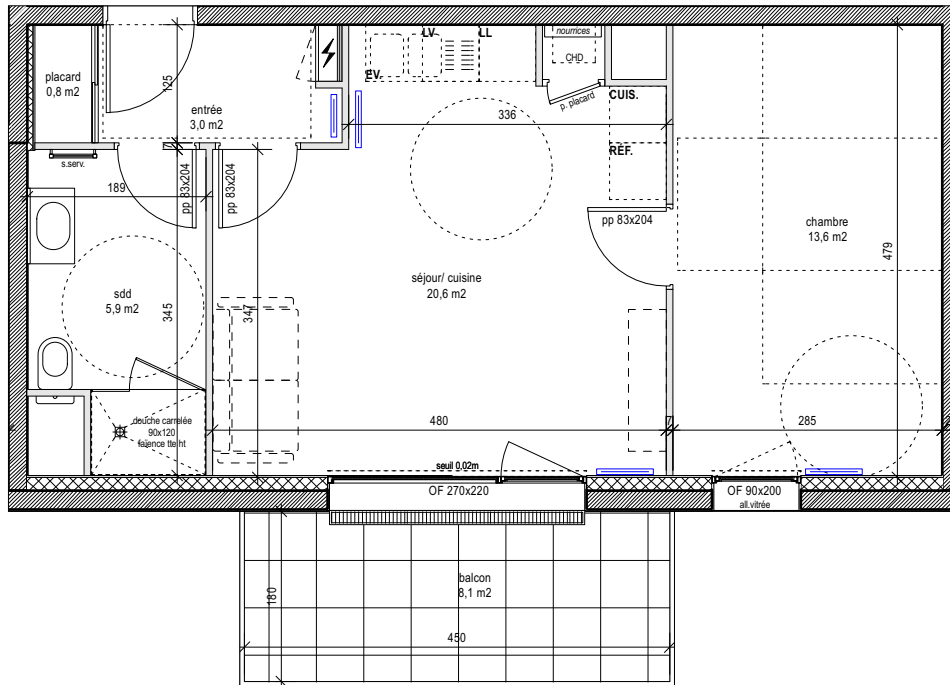 placard
0,8 m2
125
entrée
3,0 m2
LV
LL
EV.
nourrices
CHD
p. placard
CUIS.
336
REF.
7
s.serv.
189
pp 83x204
pp 83x204
pp 83x204
chambre
13,6 m2
479
séjour/ cuisine
20,6 m2
sdd
5,9 m2
345
347
douche carrelée
90x120
faïence tte ht
480
7
285
seuil 0,02m
OF 270x220
OF 90x200
all.vitrée
balcon
8,1 m2
180
450